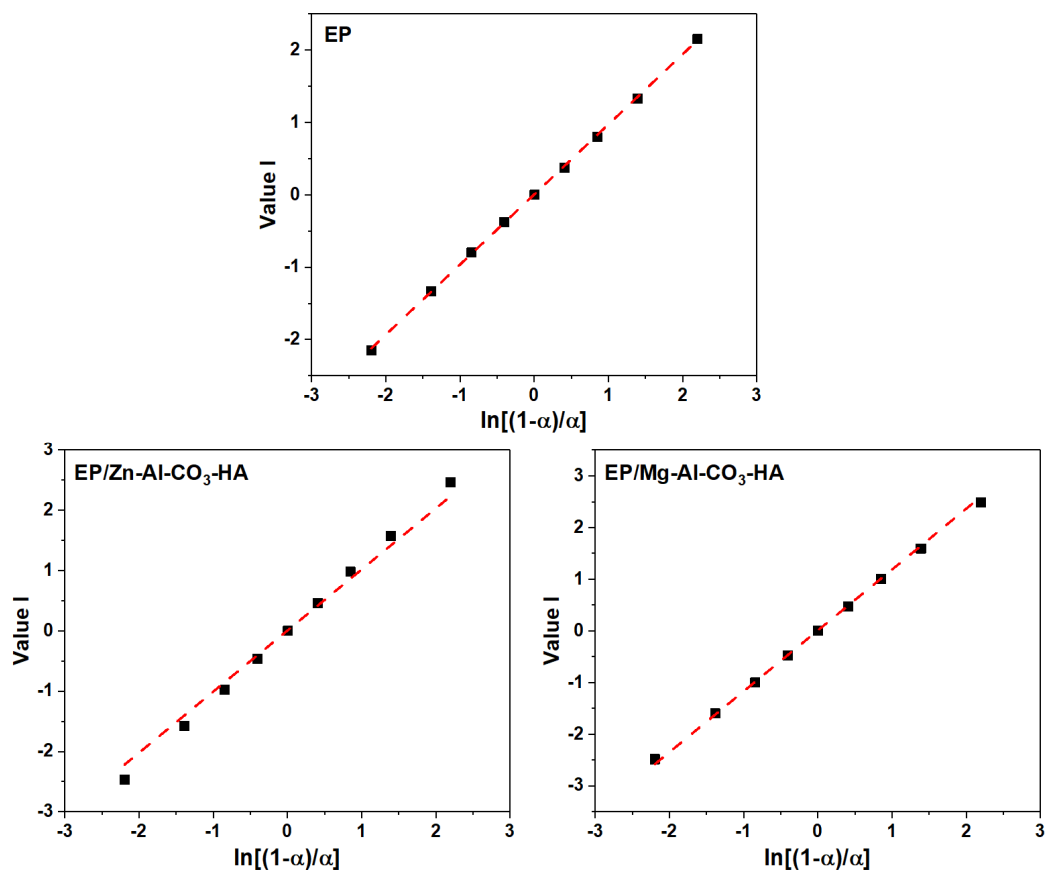 EP
2
1
0
-1
-2
Value I
-3 -2 -1 0 1 2 3
ln[(1-α)/α]
EP/Zn-Al-CO3-HA
3
2
1
0
-1
-2
-3
Value I
-3 -2 -1 0 1 2 3
ln[(1-α)/α]
EP/Mg-Al-CO3-HA
3
2
1
0
-1
-2
-3
Value I
-3 -2 -1 0 1 2 3
ln[(1-α)/α]